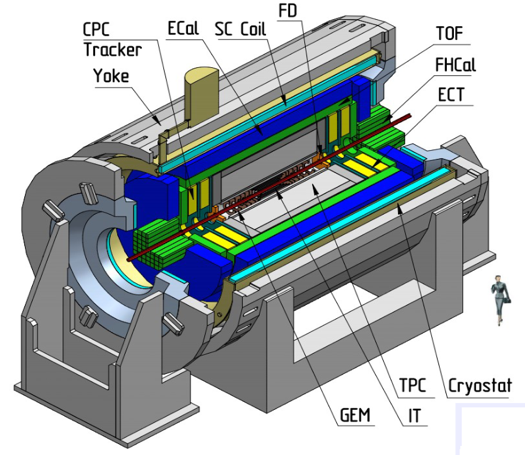 FD
CPC
Tracker
ECal
SC Coil
TOF
Yoke
FHCal
ECT
TPC
Cryostat
GEM
IT